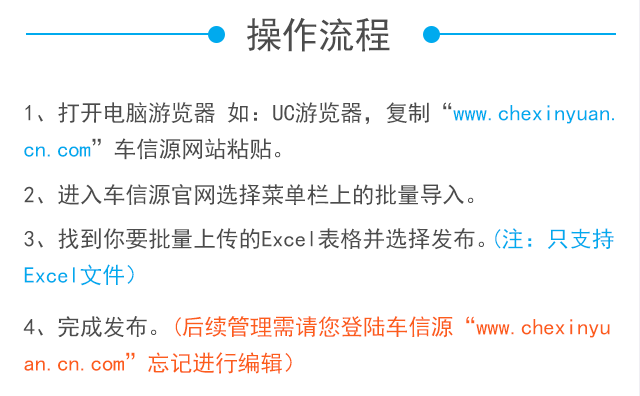 操作流程
1、打开电脑游览器 如：UC游览器，复制“www.chexinyuan.
cn.com”车信源网站粘贴。
2、进入车信源官网选择菜单栏上的批量导入。
3、找到你要批量上传的Excel表格并选择发布。(注：只支持
Excel文件)
4、完成发布。(后续管理需请您登陆车信源“www.chexinyu
an.cn.com”忘记进行编辑)